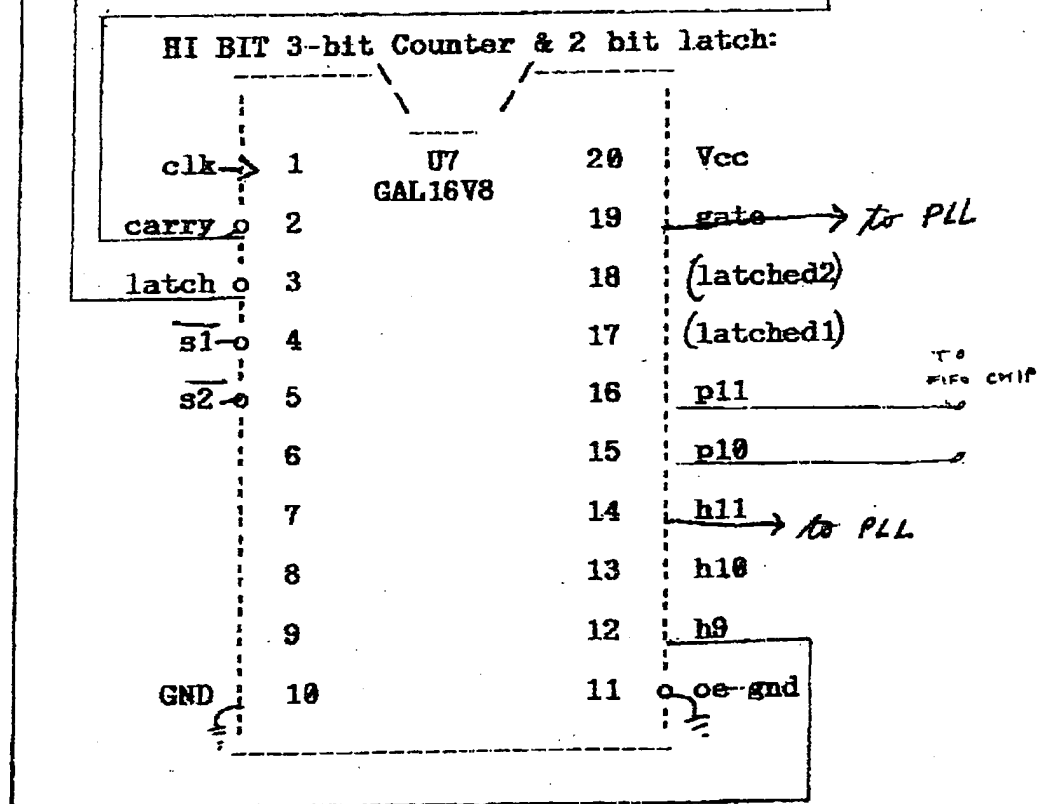 HI BIT 3-bit Counter & 2 bit latch:
clk 1 U7 20 Vcc
GAL16V8
carry 2 19 gate to PLL
latch 3 18 (latched2)
s1 4 17 (latched1)
TO
FIFO CHIP
s2 5 16 p11
6 15 p10
7 14 h11 to PLL
8 13 h10
9 12 h9
GND 10 11 oe-gnd